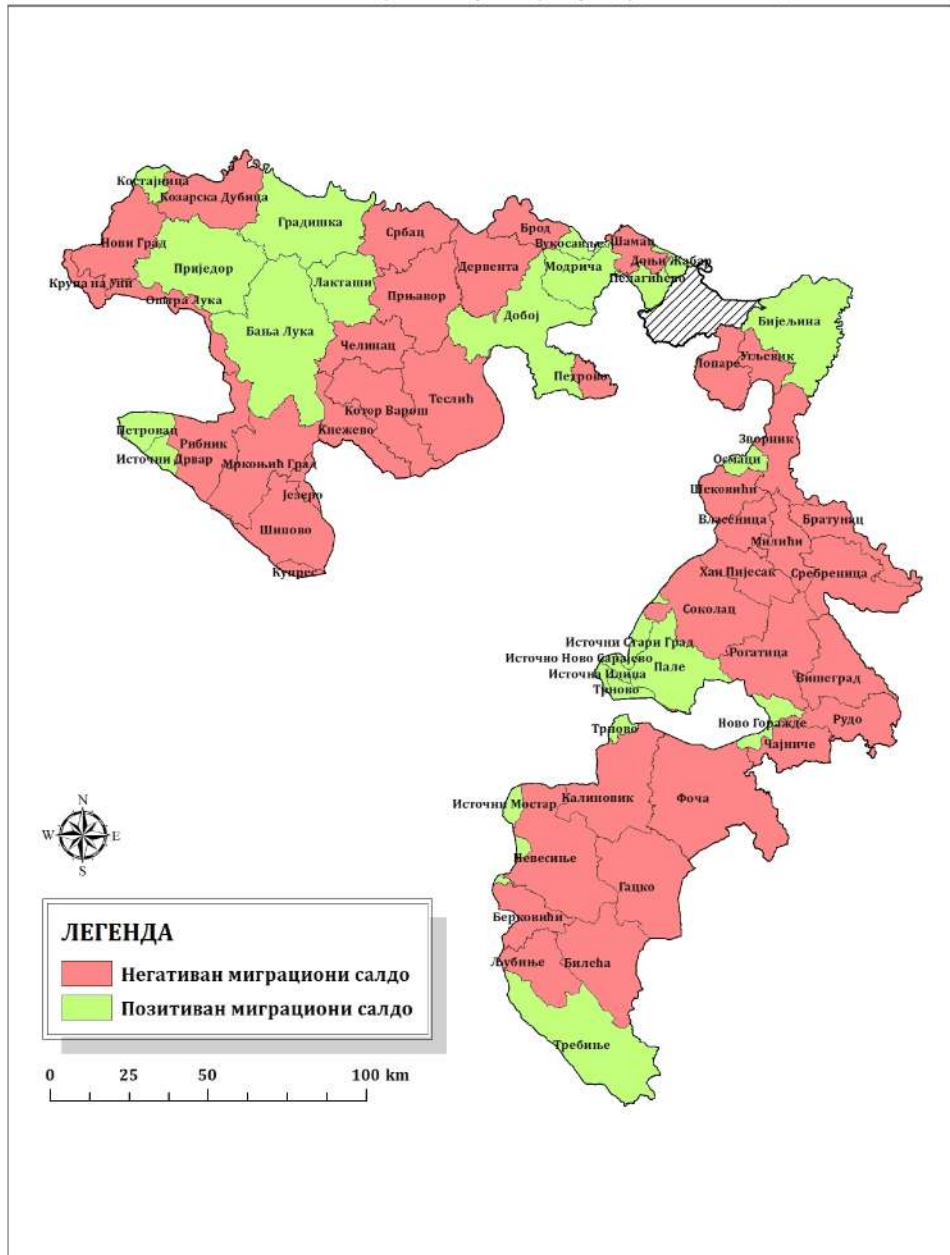 Костајница
Козарска Дубица
Градишка
Нови Град
Приједор
Крупа на Уни
Оштра Лука
Лакташи
Бања Лука
Србац
Брод
Вукосавље
Шамац
Доњи Жабар
Дервента
Модрича
Пелагићево
Прњавор
Добој
Бијељина
Челинац
Петрово
Лопаре
Угљевик
Теслић
Котор Варош
Кнежево
Петровац
Рибник
Источни Дрвар
Мркоњић Град
Језеро
Шипово
Купрес
Зворник
Осмаци
Шековићи
Власеница
Братунац
Милићи
Хан Пијесак
Сребреница
Соколац
Источни Стари Град
Рогатица
Источно Ново Сарајево
Пале
Источна Илиџа
Вишеград
Трново
Ново Горажде
Рудо
Трново
Чајниче
Источни Мостар
Калиновик
Фоча
Невесиње
Гацко
Берковићи
Љубиње
Билећа
Требиње
N
W
E
S
ЛЕГЕНДА
Негативан миграциони салдо
Позитиван миграциони салдо
0 25 50 100 km